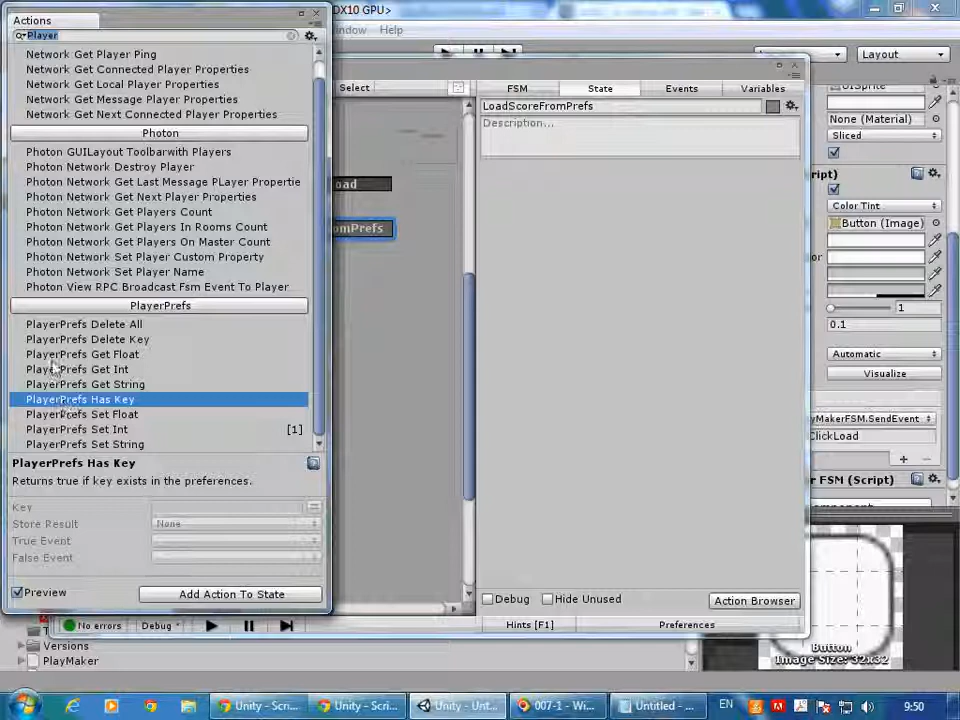 Actions
DX10 GPU>
Player
ndow Help
Layout
Network Get Player Ping
Network Get Connected Player Properties
Network Get Local Player Properties
Network Get Message Player Properties
Network Get Next Connected Player Properties
Photon
Photon GUILayout Toolbarwith Players
Photon Network Destroy Player
Photon Network Get Last Message PLayer Propertie
Photon Network Get Next Player Properties
Photon Network Get Players Count
Photon Network Get Players In Rooms Count
Photon Network Get Players On Master Count
Photon Network Set Player Custom Property
Photon Network Set Player Name
Photon View RPC Broadcast Fsm Event To Player
PlayerPrefs
PlayerPrefs Delete All
PlayerPrefs Delete Key
PlayerPrefs Get Float
PlayerPrefs Get Int
PlayerPrefs Get String
PlayerPrefs Has Key
PlayerPrefs Set Float
PlayerPrefs Set Int [1]
PlayerPrefs Set String
PlayerPrefs Has Key
Returns true if key exists in the preferences.
Key
Store Result None
True Event
False Event
Preview
Add Action To State
Select
oad
omPrefs
FSM State Events Variables
LoadScoreFromPrefs
Description...
Debug Hide Unused Action Browser
Hints [F1] Preferences
No errors Debug
UISprite
None (Material)
Sliced
ript)
Color Tint
Button (Image)
or
1
0.1
Automatic
Visualize
yMakerFSM.SendEvent
ClickLoad
r FSM (Script)
omponent
Button
Image Size: 32x32
Versions
PlayMaker
Unity - Scri...
Unity - Scri...
Unity - Unt...
007-1 - Wi...
Untitled - ...
EN
9:50